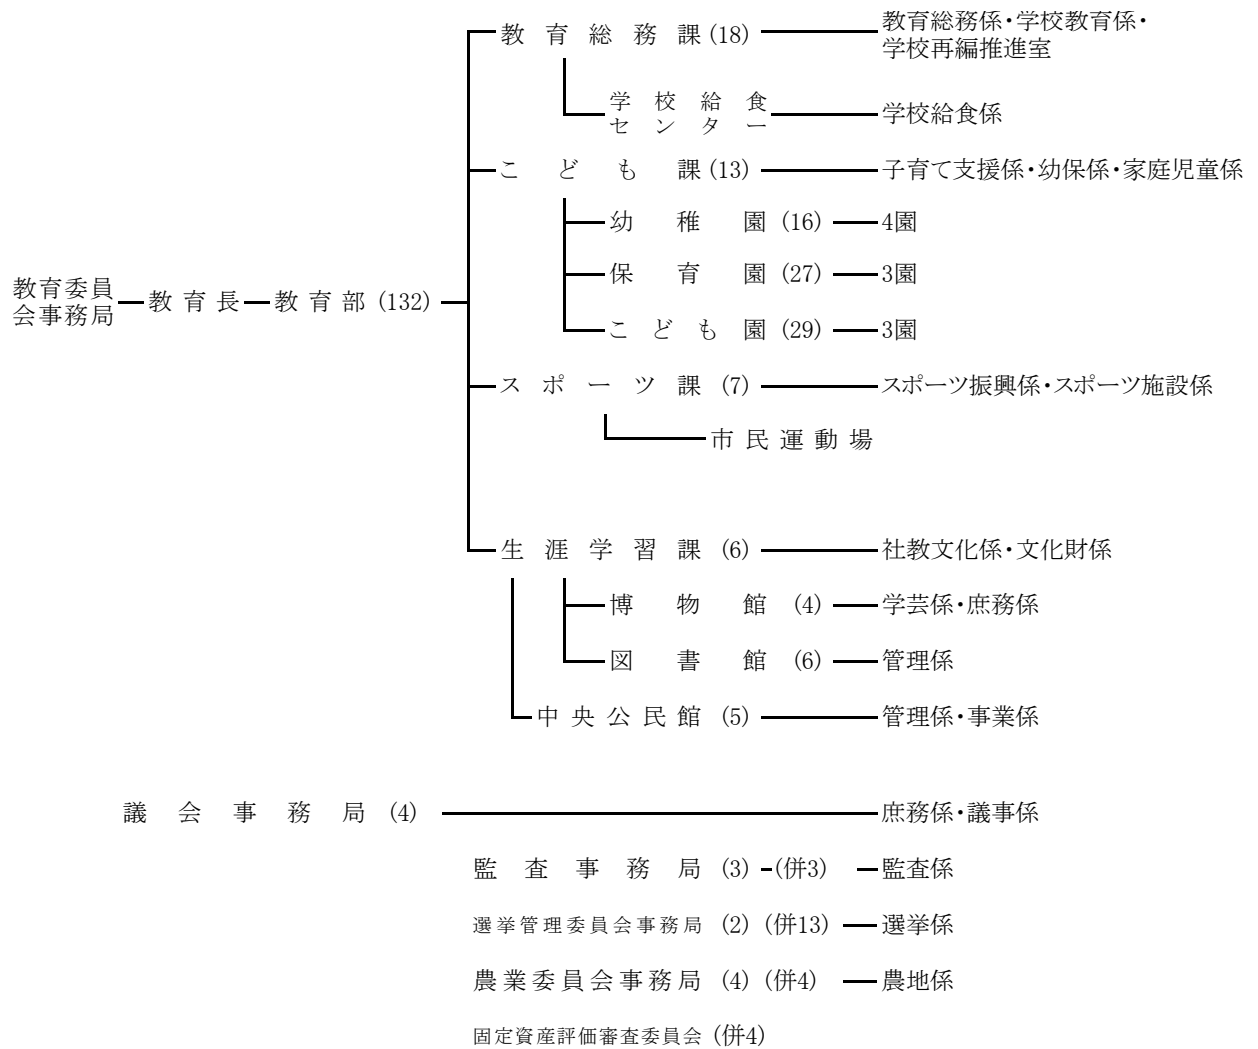 教育総務課 (18) 教育総務係・学校教育係・
学校再編推進室
学校給食
センター 学校給食係
こども課 (13) 子育て支援係・幼保係・家庭児童係
幼稚園 (16) 4園
保育園 (27) 3園
教育委員
会事務局 教育長 教育部 (132)
こども園 (29) 3園
スポーツ課 (7) スポーツ振興係・スポーツ施設係
市民運動場
生涯学習課 (6) 社教文化係・文化財係
博物館 (4) 学芸係・庶務係
図書館 (6) 管理係
中央公民館 (5) 管理係・事業係
議会事務局 (4) 庶務係・議事係
監査事務局 (3) (併3) 監査係
選挙管理委員会事務局 (2) (併13) 選挙係
農業委員会事務局 (4) (併4) 農地係
固定資産評価審査委員会 (併4)